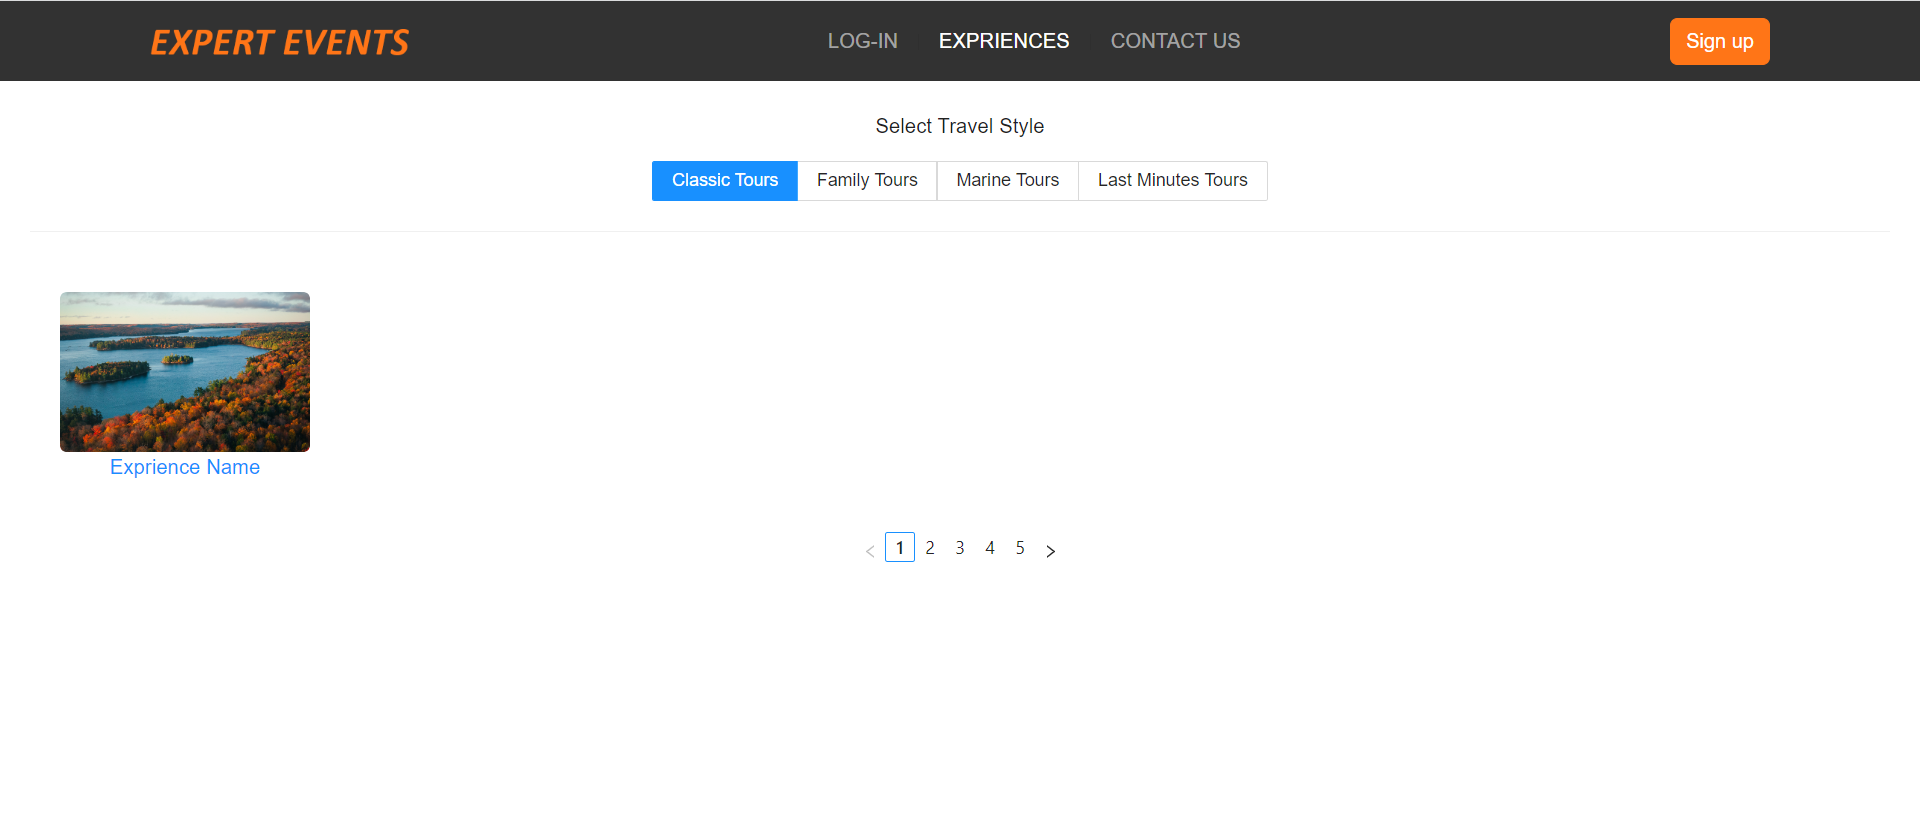 EXPERT EVENTS LOG-IN EXPRIENCES CONTACT US Sign up
Select Travel Style
Classic Tours Family Tours Marine Tours Last Minutes Tours
Exprience Name
< 1 2 3 4 5 >